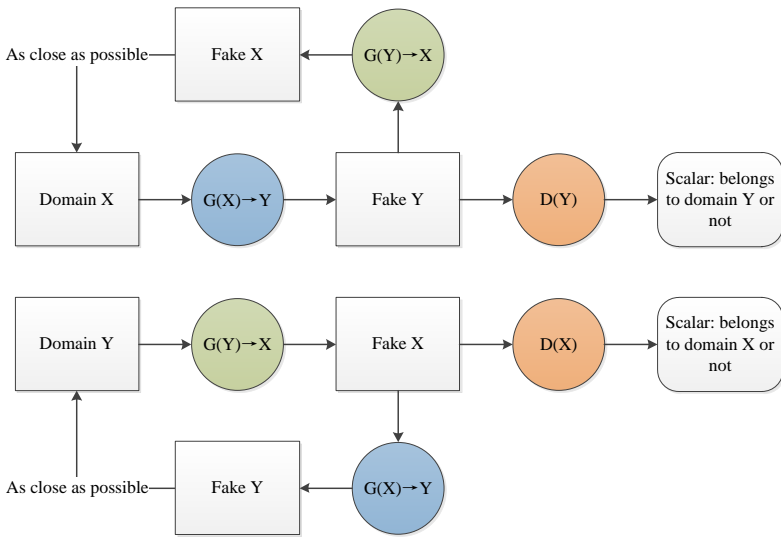 As close as possible
Fake X
G(Y)→X
Domain X
G(X)→Y
Fake Y
D(Y)
Scalar: belongs
to domain Y or
not
Domain Y
G(Y)→X
Fake X
D(X)
Scalar: belongs
to domain X or
not
As close as possible
Fake Y
G(X)→Y